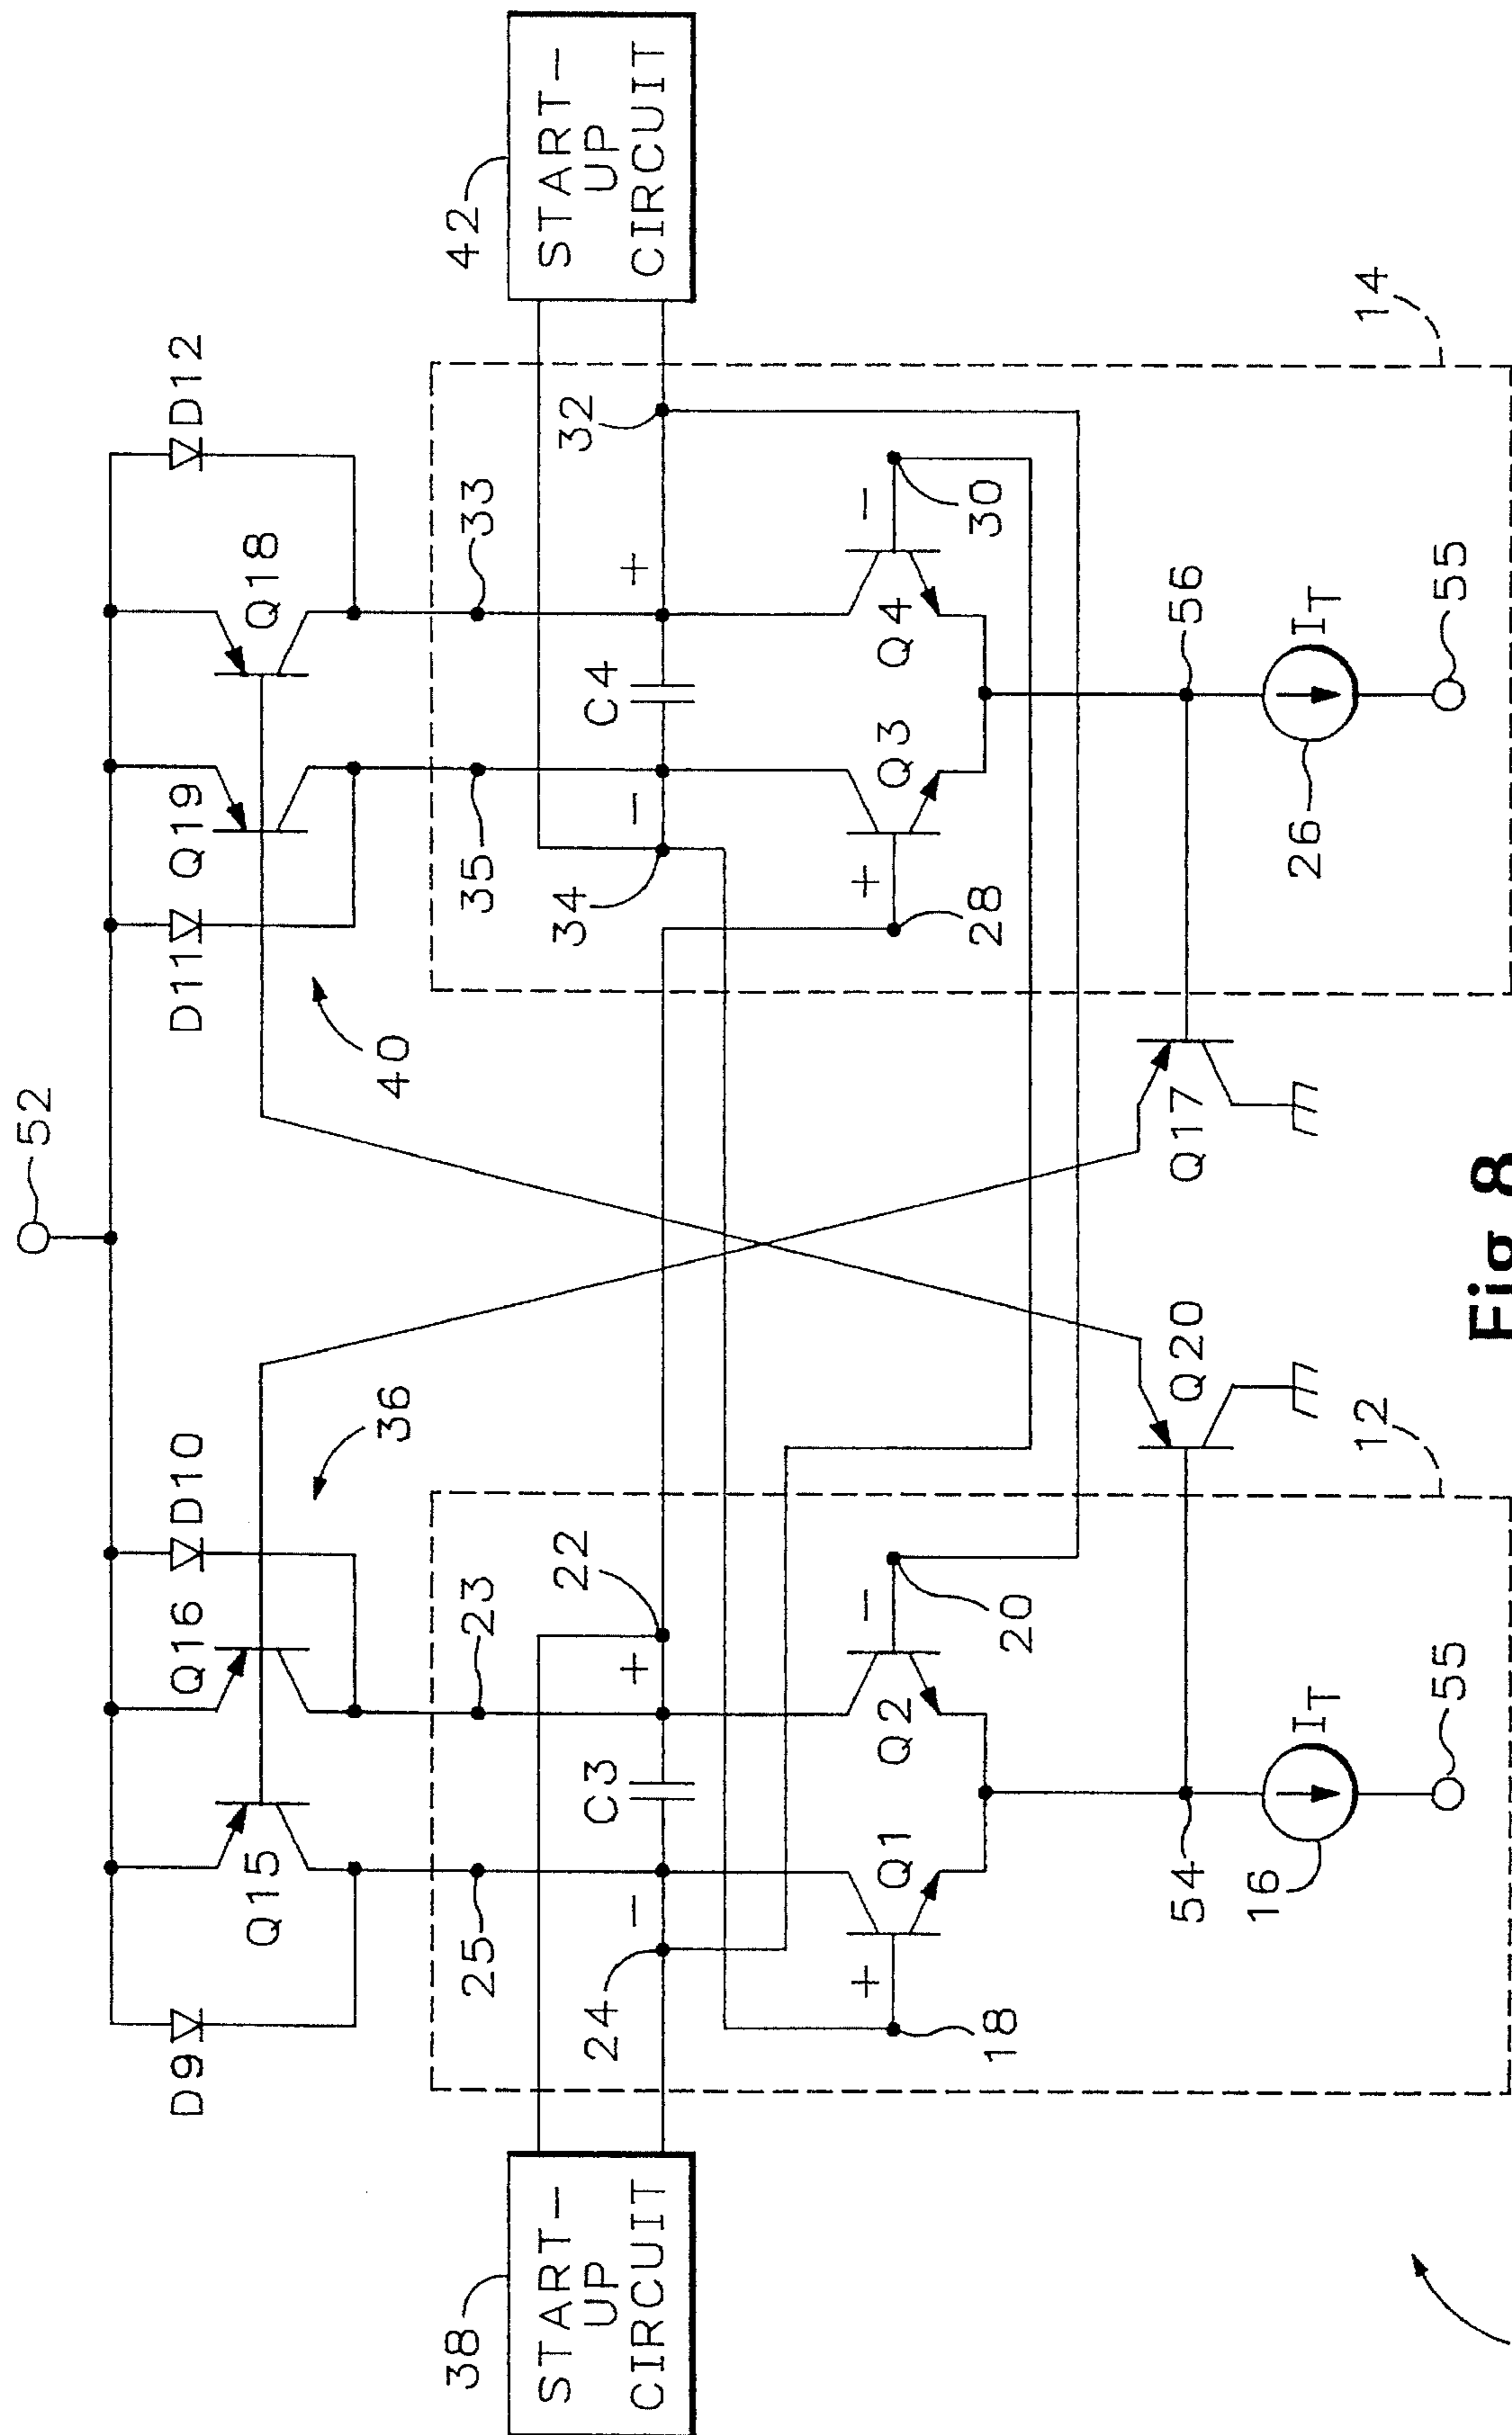 52
D9
Q15
Q16
D10
36
D11
Q19
Q18
D12
40
38
START-
UP
CIRCUIT
42
START-
UP
CIRCUIT
25
23
35
33
24
−
C3
+
22
34
−
C4
+
32
18
+
Q1
Q2
−
20
28
+
Q3
Q4
−
30
54
Q20
Q17
56
16
IT
55
12
26
IT
55
14
Fig. 8